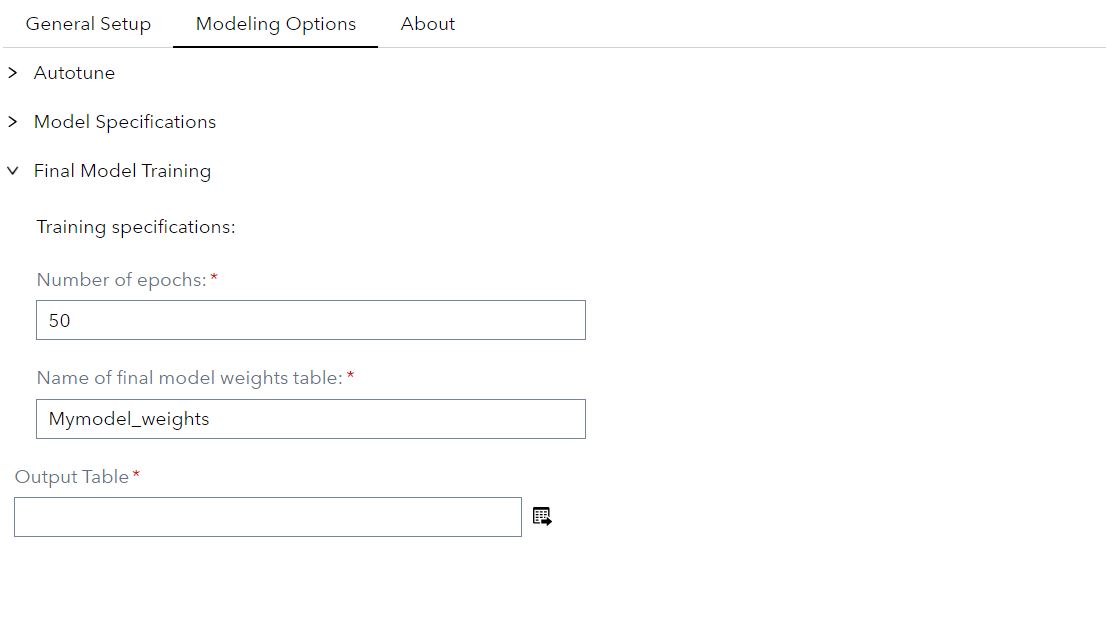 General Setup Modeling Options About
Autotune
Model Specifications
Final Model Training
Training specifications:
Number of epochs:*
50
Name of final model weights table:*
Mymodel_weights
Output Table*